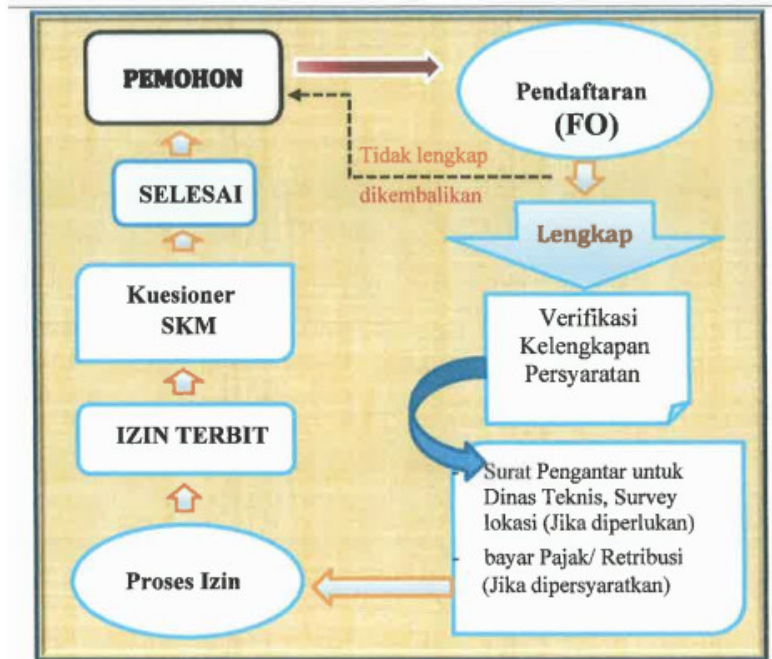 PEMOHON
Pendaftaran
(FO)
Tidak lengkap
dikembalikan
Lengkap
Verifikasi
Kelengkapan
Persyaratan
- Surat Pengantar untuk
Dinas Teknis, Survey
lokasi (Jika diperlukan)
- bayar Pajak/ Retribusi
(Jika dipersyaratkan)
Proses Izin
IZIN TERBIT
Kuesioner
SKM
SELESAI